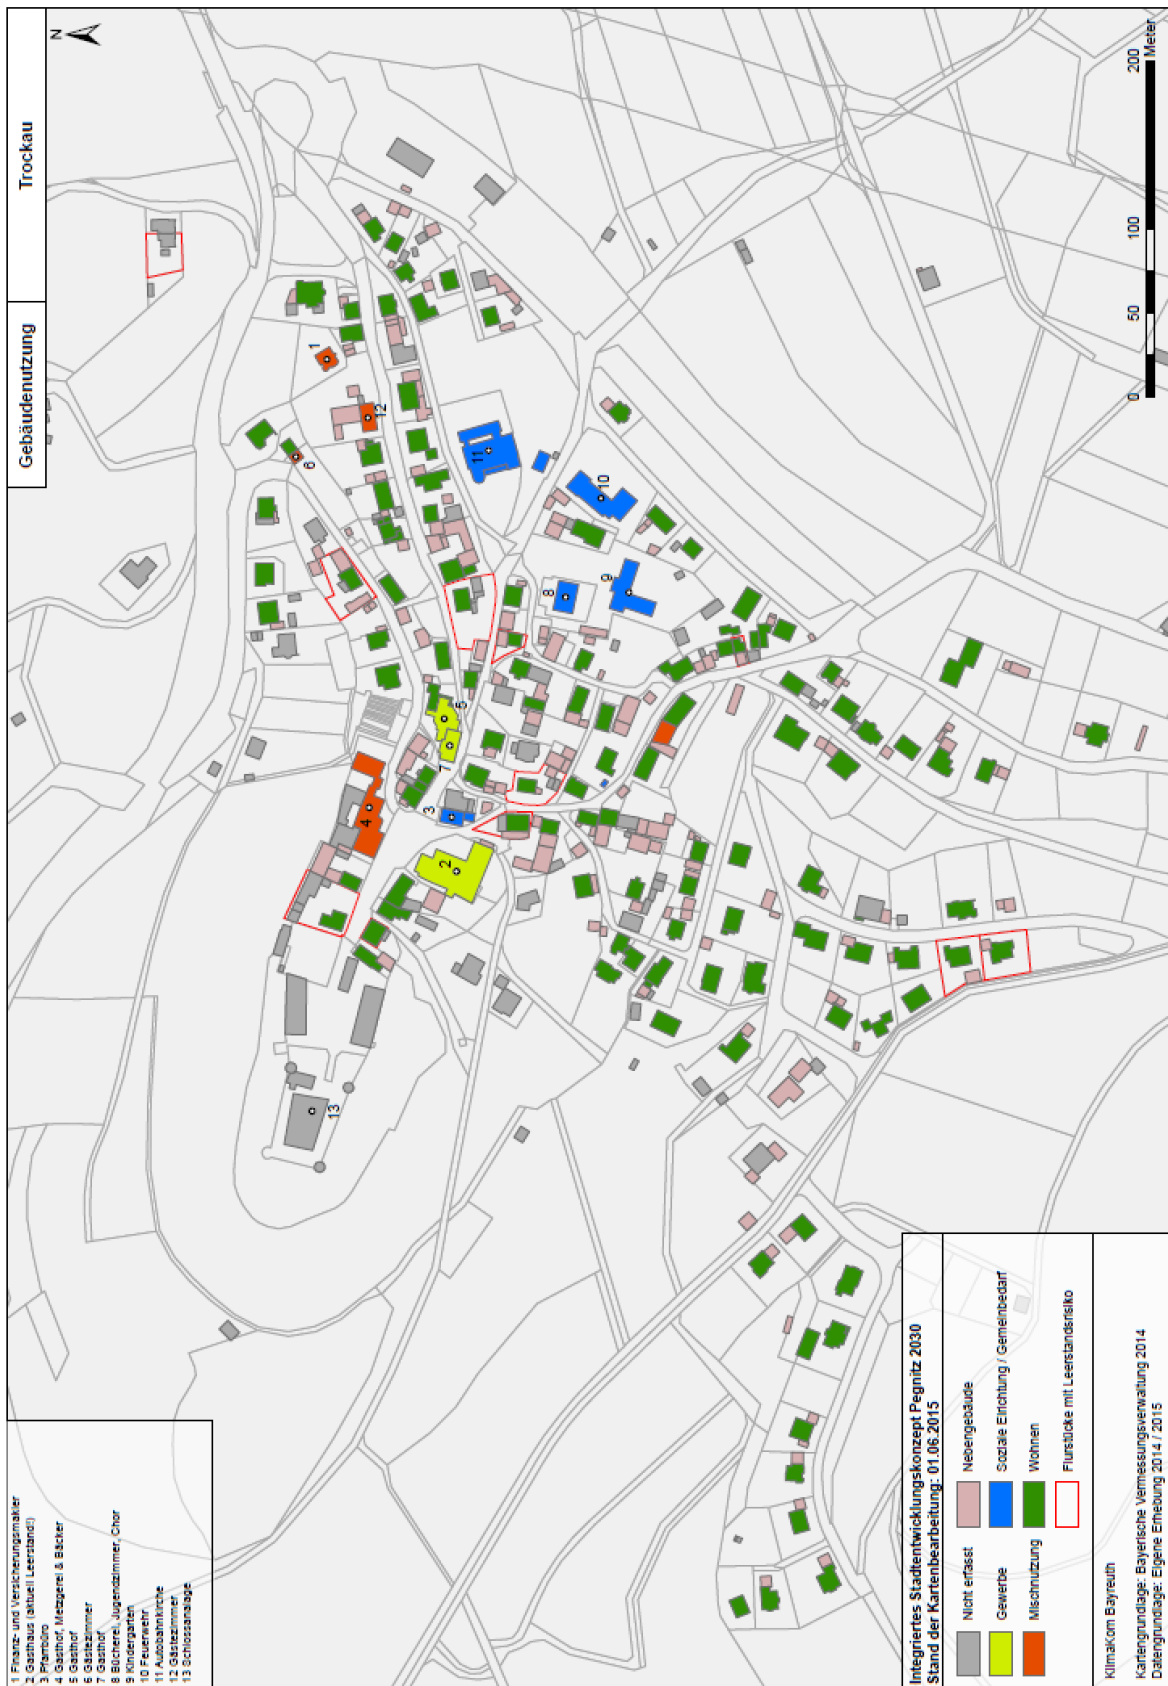 Gebäudenutzung
Trockau
N
1 Finanz- und Versicherungsmakler
2 Gasthaus (aktuell Leerstand!)
3 Pfarrbüro
4 Gasthof, Metzgerei & Bäcker
5 Gasthof
6 Gästezimmer
7 Gasthof
8 Bücherei, Jugendzimmer, Chor
9 Kindergarten
10 Feuerwehr
11 Autobahnkirche
12 Gästezimmer
13 Schlossanalage
1
2
3
4
5
6
7
8
9
10
11
12
13
Integriertes Stadtentwicklungskonzept Pegnitz 2030
Stand der Kartenbearbeitung: 01.06.2015
Nicht erfasst
Nebengebäude
Gewerbe
Soziale Eirichtung / Gemeinbedarf
Mischnutzung
Wohnen
Flurstücke mit Leerstandsrisiko
KlimaKom Bayreuth
Kartengrundlage: Bayerische Vermessungsverwaltung 2014
Datengrundlage: Eigene Erhebung 2014 / 2015
0 50 100 200
Meter